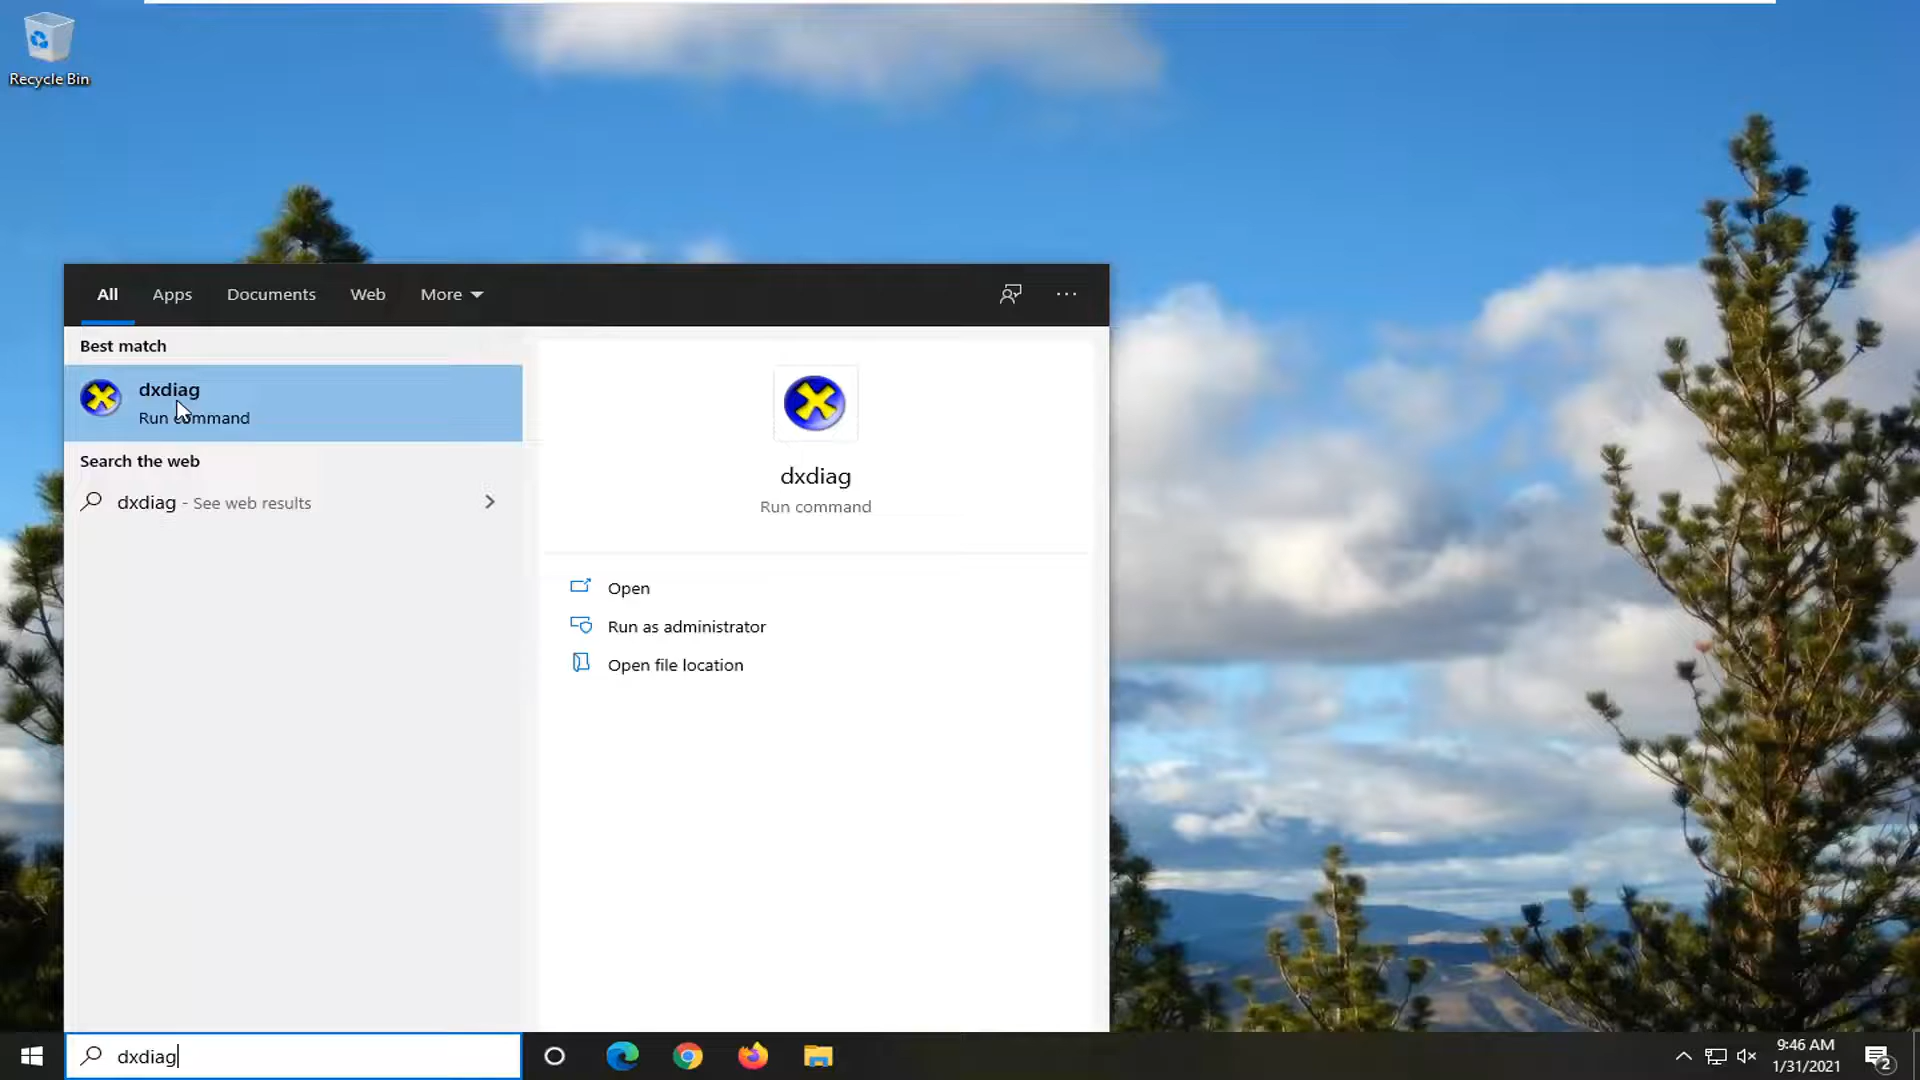 Recycle Bin
All Apps Documents Web More
Best match
dxdiag
Run command
Search the web
dxdiag - See web results
dxdiag
Run command
Open
Run as administrator
Open file location
dxdiag
9:46 AM
1/31/2021
2